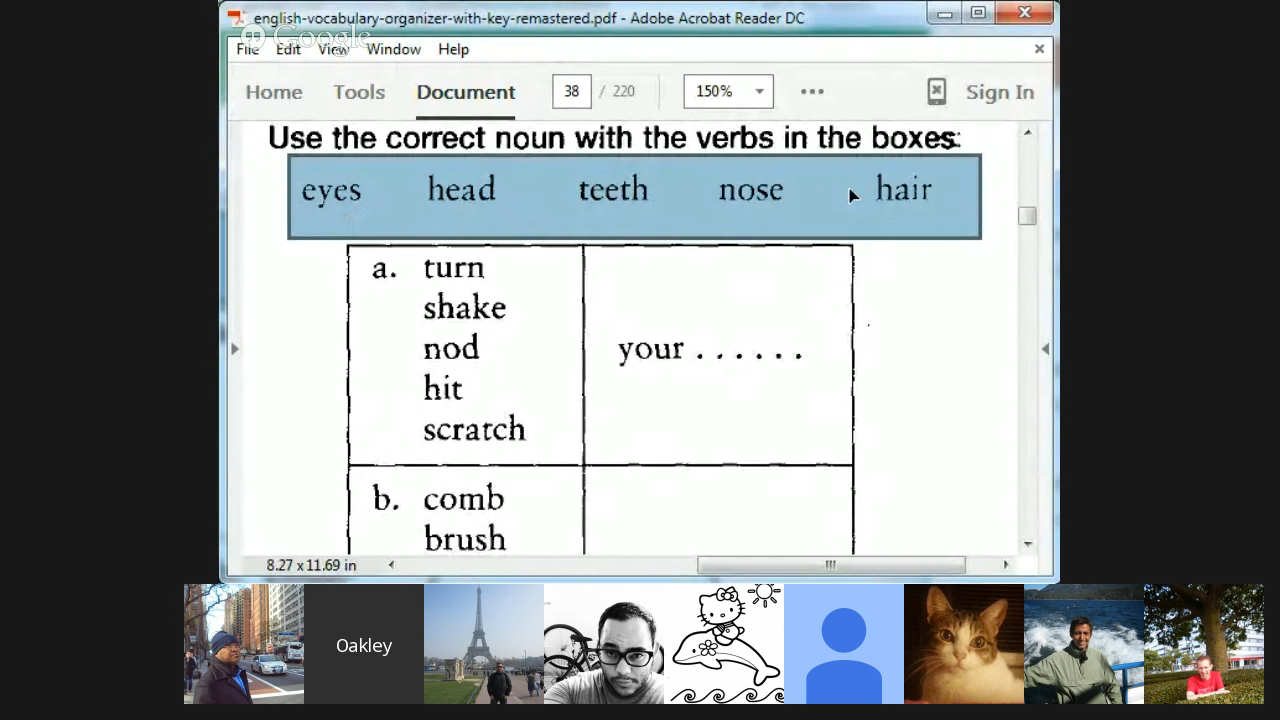 english-vocabulary-organizer-with-key-remastered.pdf - Adobe Acrobat Reader DC
Google
File Edit View Window Help
Home Tools Document 38 / 220 150% Sign In
Use the correct noun with the verbs in the boxes:
eyes head teeth nose hair
a. turn
shake
nod
your . . . . . .
hit
scratch
b. comb
brush
8.27 x 11.69 in
Oakley